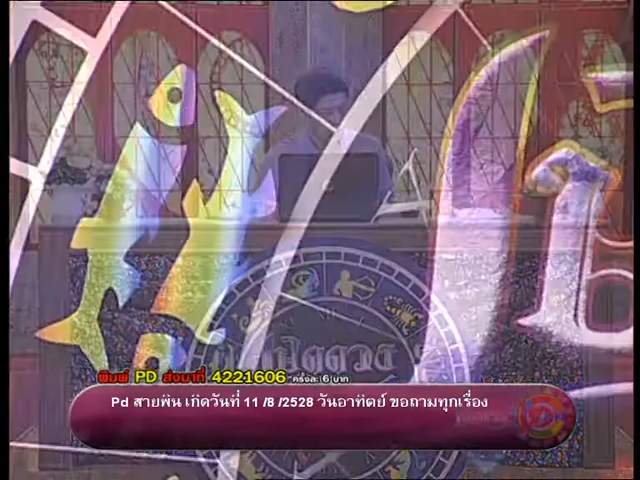 พิมพ์ PD ส่งมาที่ 4221606 ครั้งละ 6 บาท
Pd สายพิน เกิดวันที่ 11 /8 /2528 วันอาทิตย์ ขอถามทุกเรื่อง